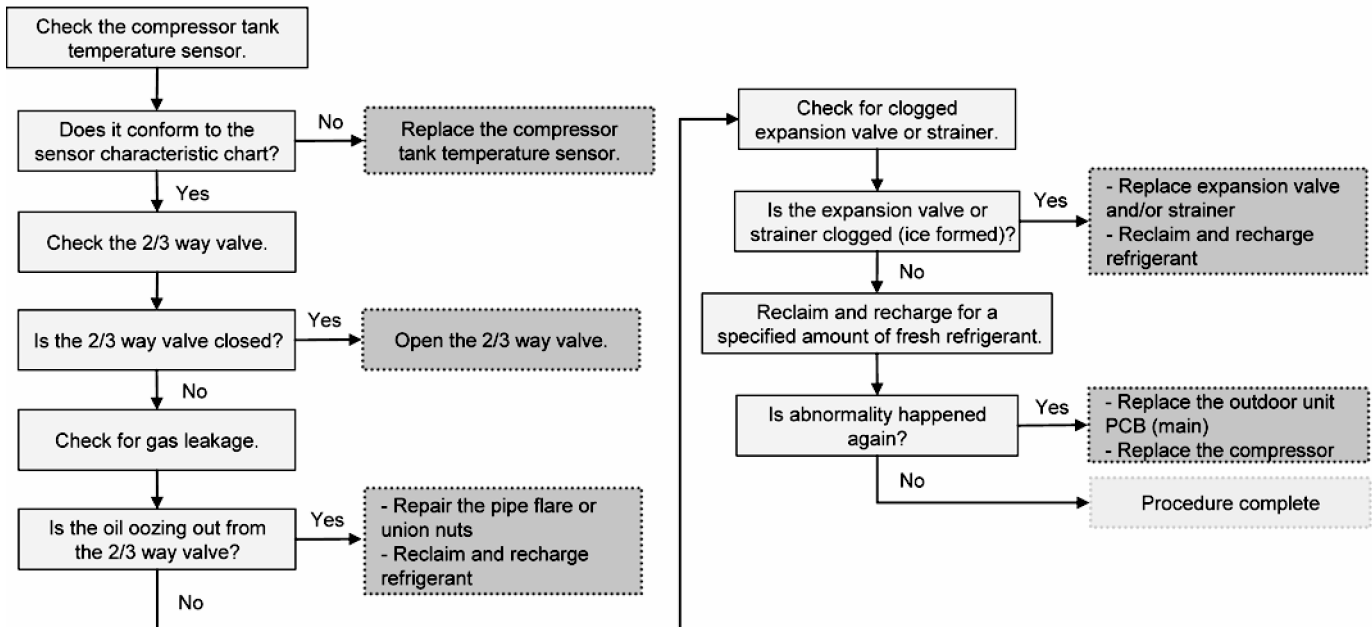 Check the compressor tank
temperature sensor.
Does it conform to the
sensor characteristic chart?
No
Replace the compressor
tank temperature sensor.
Yes
Check the 2/3 way valve.
Is the 2/3 way valve closed?
Yes
Open the 2/3 way valve.
No
Check for gas leakage.
Is the oil oozing out from
the 2/3 way valve?
Yes
- Repair the pipe flare or
union nuts
- Reclaim and recharge
refrigerant
No
Check for clogged
expansion valve or strainer.
Is the expansion valve or
strainer clogged (ice formed)?
Yes
- Replace expansion valve
and/or strainer
- Reclaim and recharge
refrigerant
No
Reclaim and recharge for a
specified amount of fresh refrigerant.
Is abnormality happened
again?
Yes
- Replace the outdoor unit
PCB (main)
- Replace the compressor
No
Procedure complete